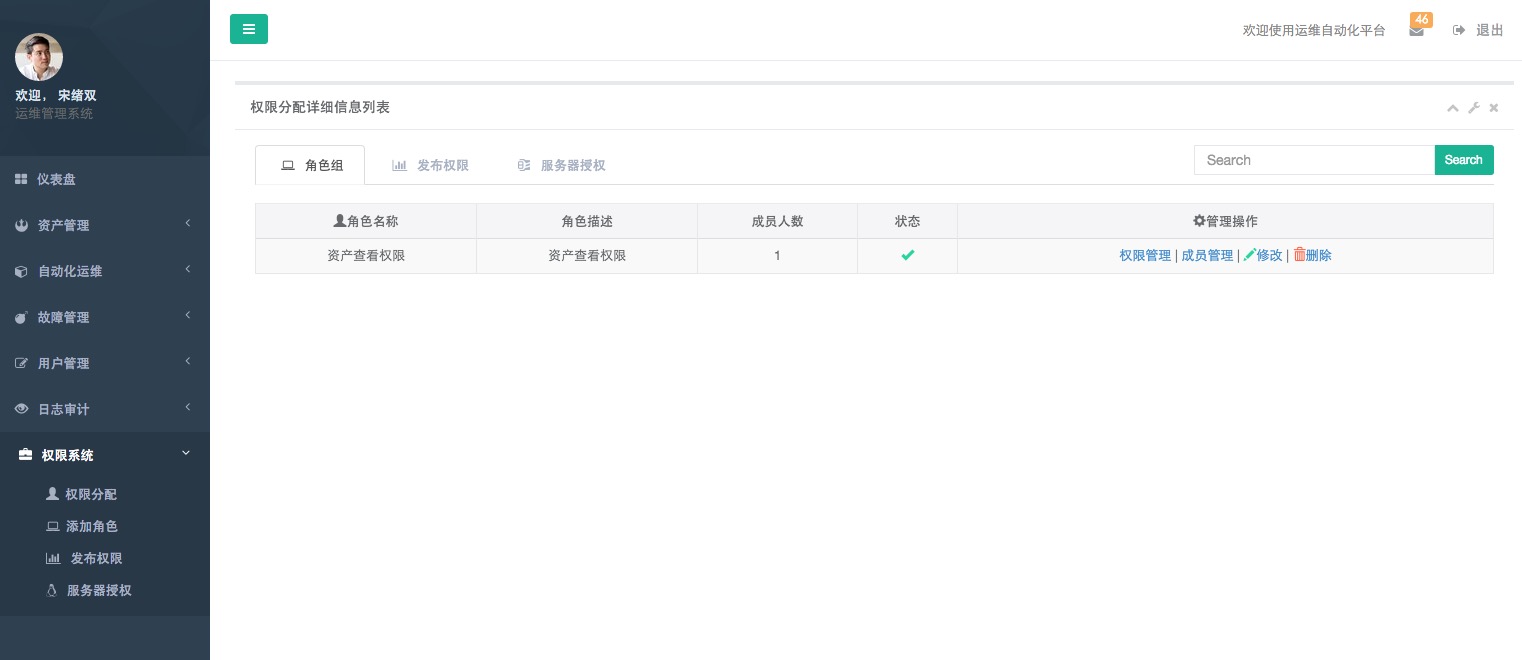 欢迎， 宋绪双
运维管理系统
仪表盘
资产管理
自动化运维
故障管理
用户管理
日志审计
权限系统
权限分配
添加角色
发布权限
服务器授权
欢迎使用运维自动化平台 46 退出
权限分配详细信息列表
角色组 发布权限 服务器授权 Search Search
角色名称 角色描述 成员人数 状态 管理操作
资产查看权限 资产查看权限 1 权限管理 | 成员管理 | 修改 | 删除